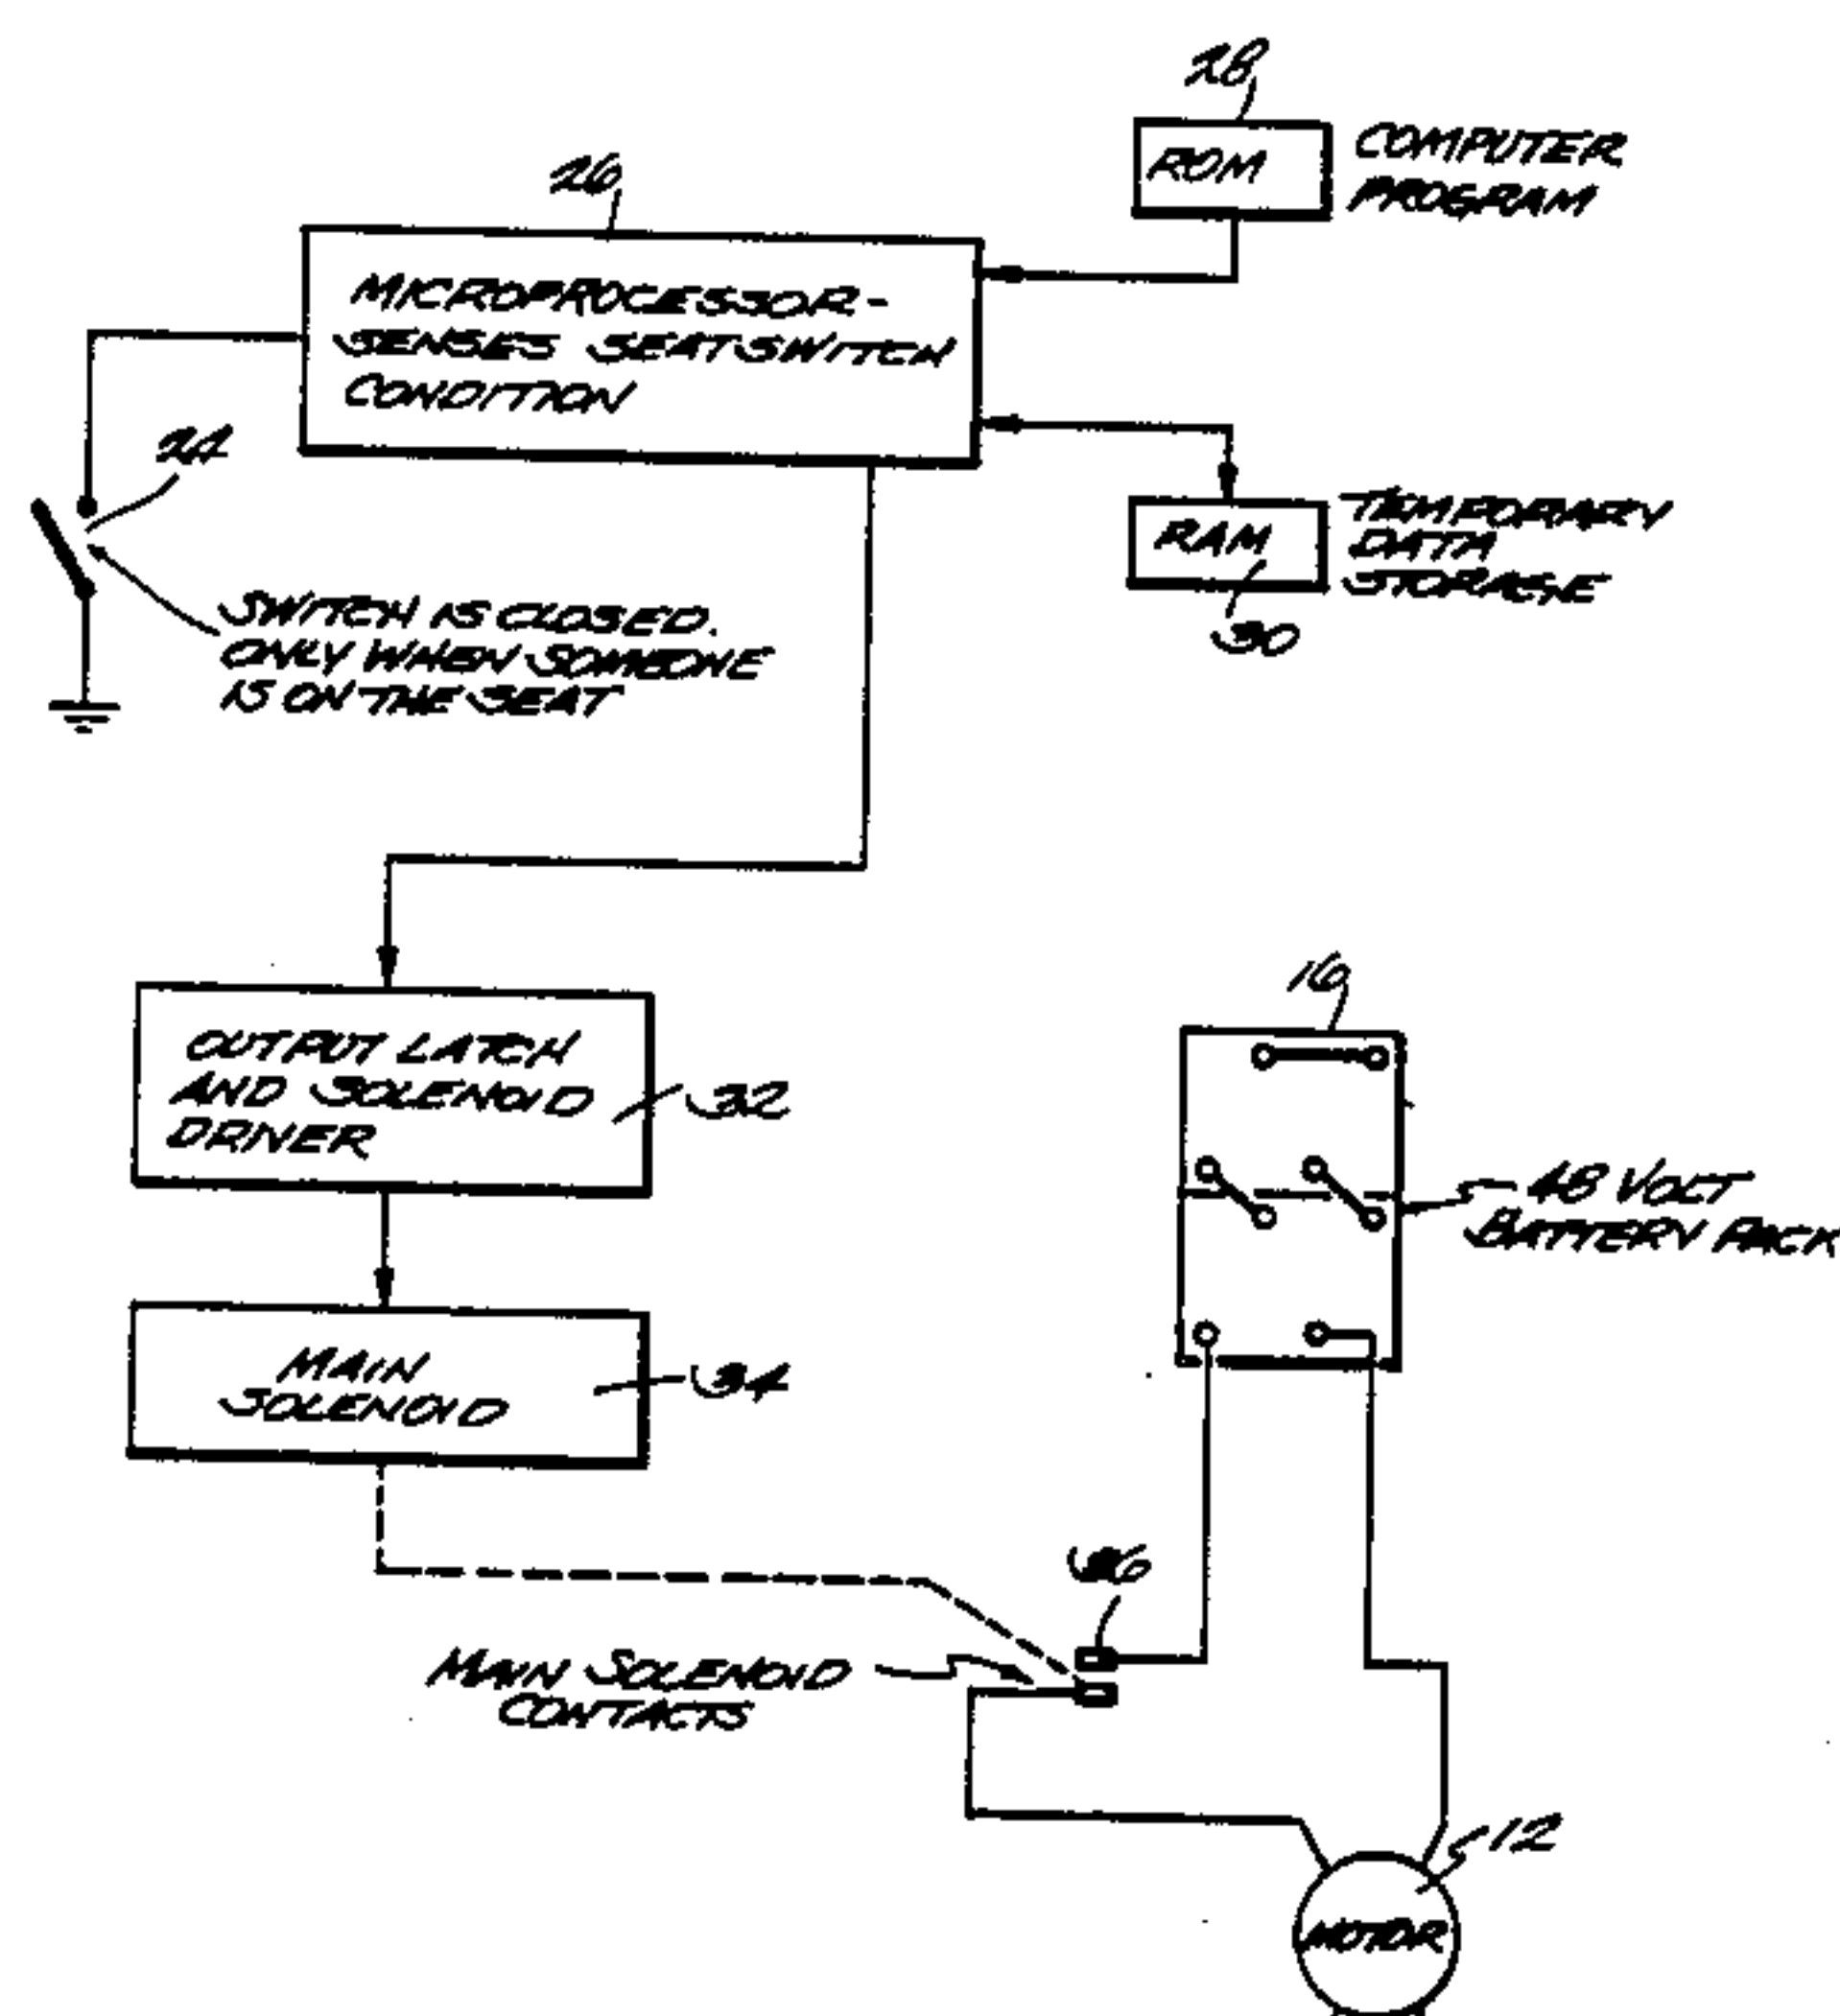 28
ROM
COMPUTER
PROGRAM
26
MICROPROCESSOR-
SENSES SEAT SWITCH
CONDITION
24
RAM
TEMPORARY
DATA
STORAGE
30
SWITCH IS CLOSED.
ONLY WHEN SOMEONE
IS ON THE SEAT
OUTPUT LATCH
AND SOLENOID
DRIVER
32
16
48 VOLT
BATTERY PACK
MAIN
SOLENOID
34
36
MAIN SOLENOID
CONTACTS
12
MOTOR